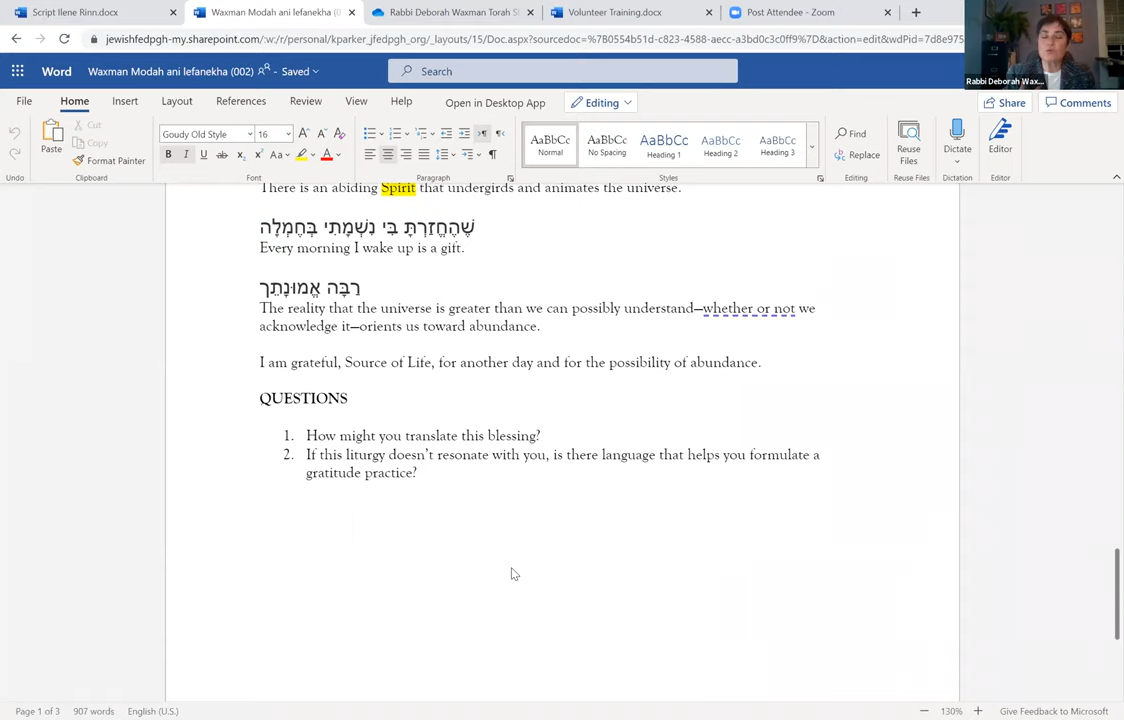 Script Ilene Rinn.docx
Waxman Modah ani lefanekha (0
Rabbi Deborah Waxman Torah S
Volunteer Training.docx
Post Attendee - Zoom
jewishfedpgh-my.sharepoint.com/:w:/r/personal/kparker_jfedpgh_org/_layouts/15/Doc.aspx?sourcedoc=%7B0554b51d-c823-4588-aecc-a3bd0c3c0ff9%7D&action=edit&wdPid=7d8e975
Rabbi Deborah Wax...
Word
Waxman Modah ani lefanekha (002)
- Saved
Search
File
Home
Insert
Layout
References
Review
View
Help
Open in Desktop App
Editing
Share
Comments
Paste
Cut
Copy
Format Painter
Goudy Old Style
16
AaBbCc
Normal
AaBbCc
No Spacing
AaBbCc
Heading 1
AaBbCc
Heading 2
AaBbCc
Heading 3
Find
Replace
Reuse
Files
Dictate
Editor
Undo
Clipboard
Font
Paragraph
Styles
Editing
Reuse Files
Dictation
Editor
There is an abiding Spirit that undergirds and animates the universe.
שֶׁהֶחֱזַרְתָּ בִּי נִשְׁמָתִי בְּחֶמְלָה
Every morning I wake up is a gift.
רַבָּה אֱמוּנָתֵךְ
The reality that the universe is greater than we can possibly understand—whether or not we
acknowledge it—orients us toward abundance.
I am grateful, Source of Life, for another day and for the possibility of abundance.
QUESTIONS
1. How might you translate this blessing?
2. If this liturgy doesn't resonate with you, is there language that helps you formulate a
gratitude practice?
Page 1 of 3
907 words
English (U.S.)
130%
Give Feedback to Microsoft